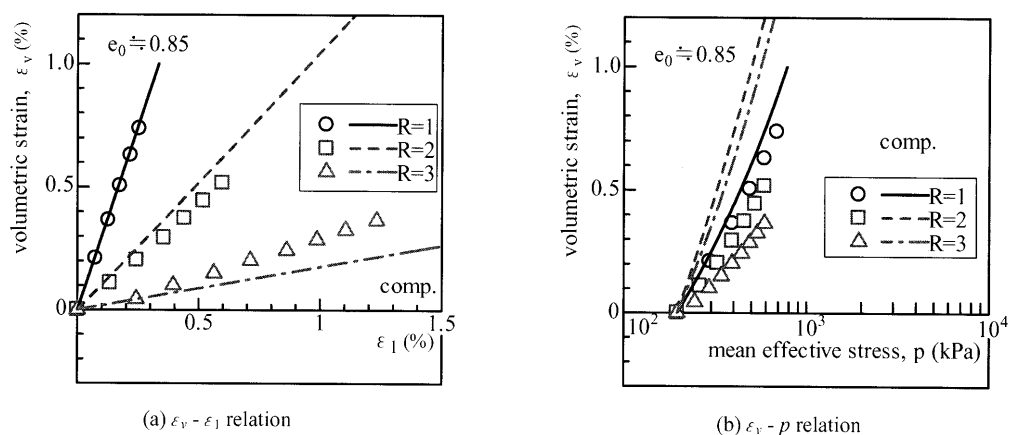 volumetric strain, εv (%)
e0≒0.85
1.0
R=1
R=2
R=3
0.5
comp.
0
0.5
1
1.5
ε1 (%)
(a) εv - ε1 relation
volumetric strain, εv (%)
e0≒0.85
1.0
comp.
R=1
R=2
R=3
0.5
0
10²
10³
10⁴
mean effective stress, p (kPa)
(b) εv - p relation